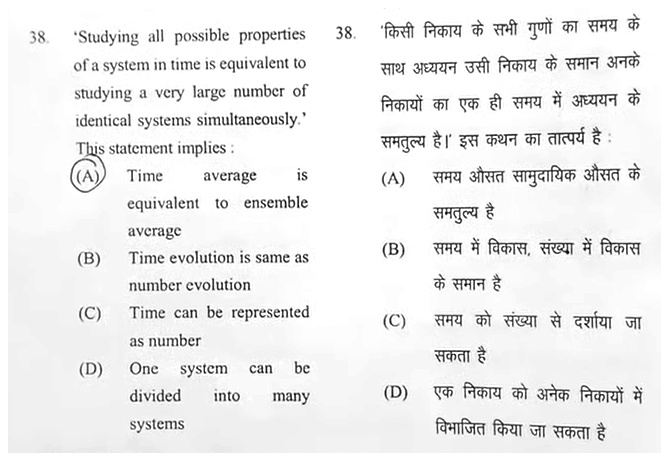 38. 'Studying all possible properties
of a system in time is equivalent to
studying a very large number of
identical systems simultaneously.'
This statement implies :
(A) Time average is
equivalent to ensemble
average
(B) Time evolution is same as
number evolution
(C) Time can be represented
as number
(D) One system can be
divided into many
systems
38. 'किसी निकाय के सभी गुणों का समय के
साथ अध्ययन उसी निकाय के समान अनके
निकायों का एक ही समय में अध्ययन के
समतुल्य है।' इस कथन का तात्पर्य है :
(A) समय औसत सामुदायिक औसत के
समतुल्य है
(B) समय में विकास, संख्या में विकास
के समान है
(C) समय को संख्या से दर्शाया जा
सकता है
(D) एक निकाय को अनेक निकायों में
विभाजित किया जा सकता है